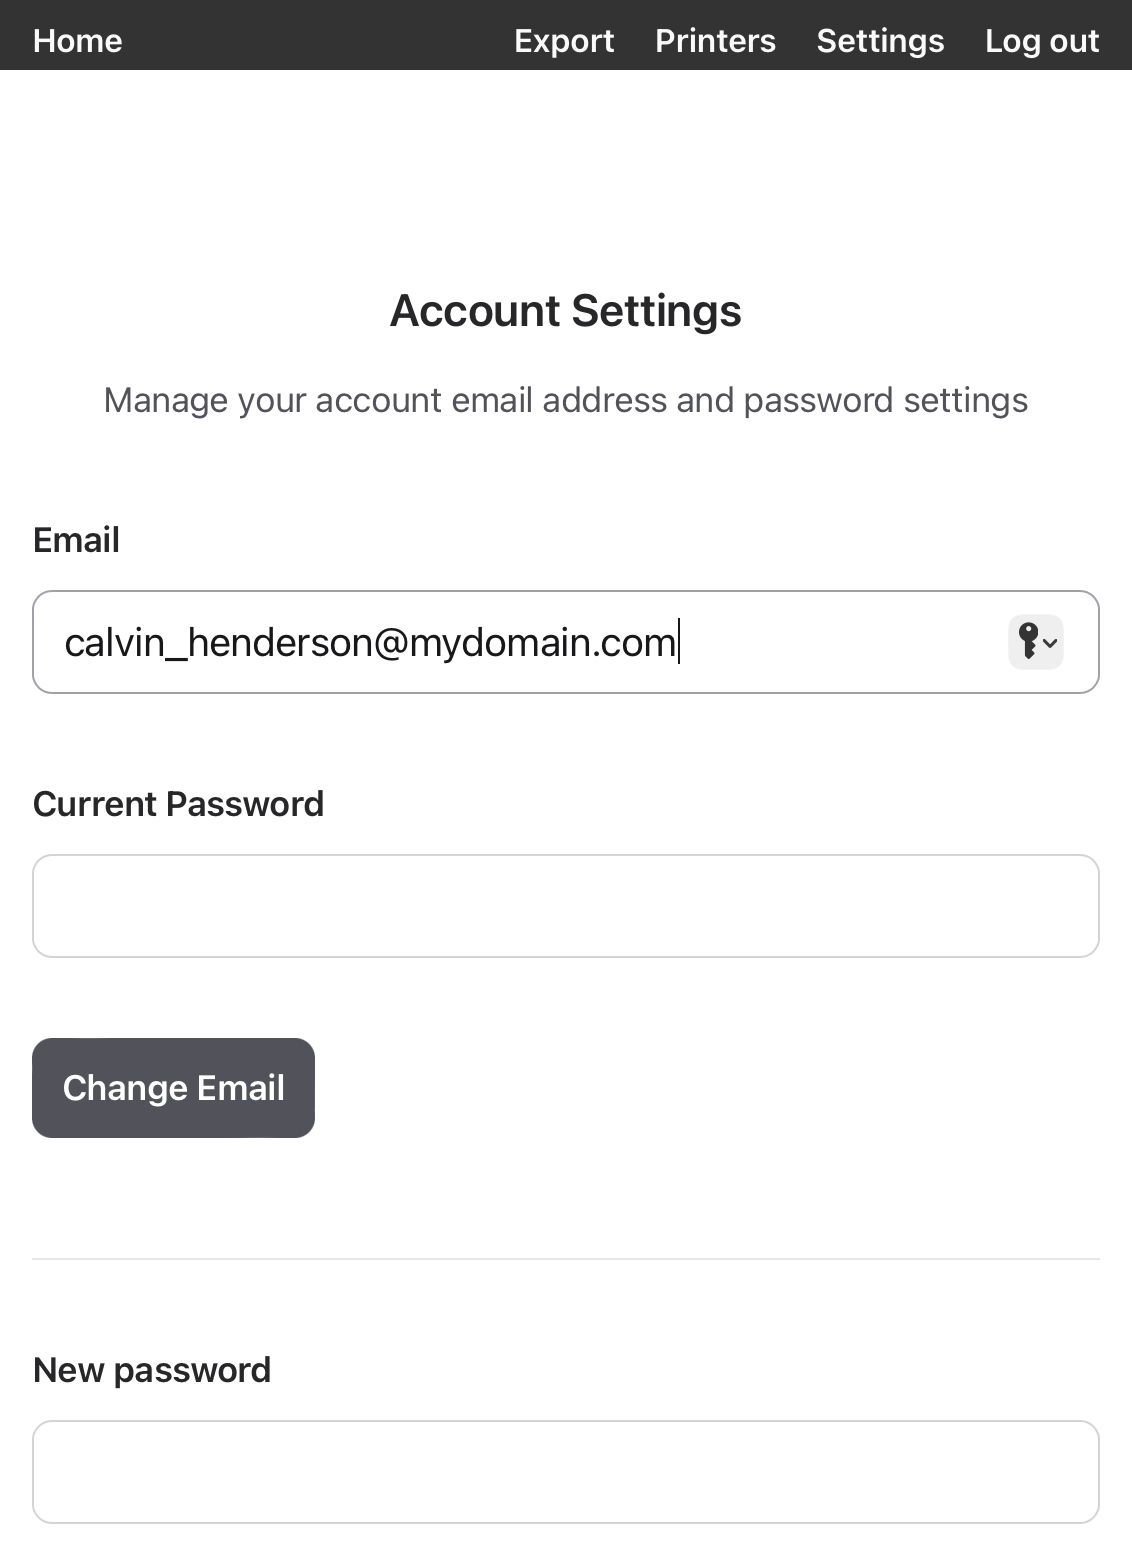 Home Export Printers Settings Log out
Account Settings
Manage your account email address and password settings
Email
calvin_henderson@mydomain.com
Current Password
Change Email
New password